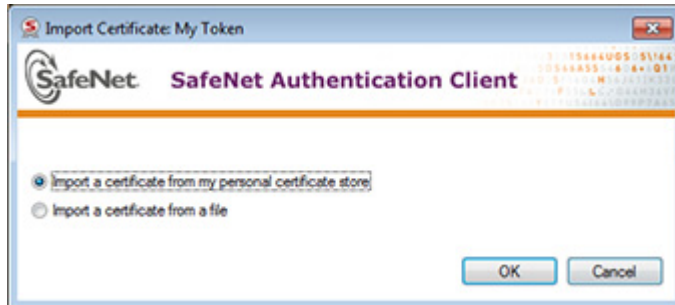 Import Certificate: My Token
SafeNet. SafeNet Authentication Client
Import a certificate from my personal certificate store
Import a certificate from a file
OK Cancel